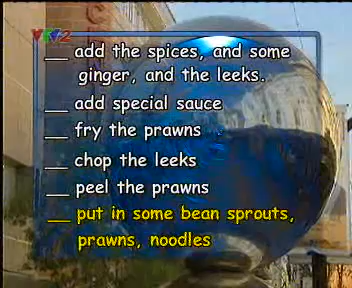 VTV2
__ add the spices, and some
ginger, and the leeks.
__ add special sauce
__ fry the prawns
__ chop the leeks
__ peel the prawns
__ put in some bean sprouts,
prawns, noodles